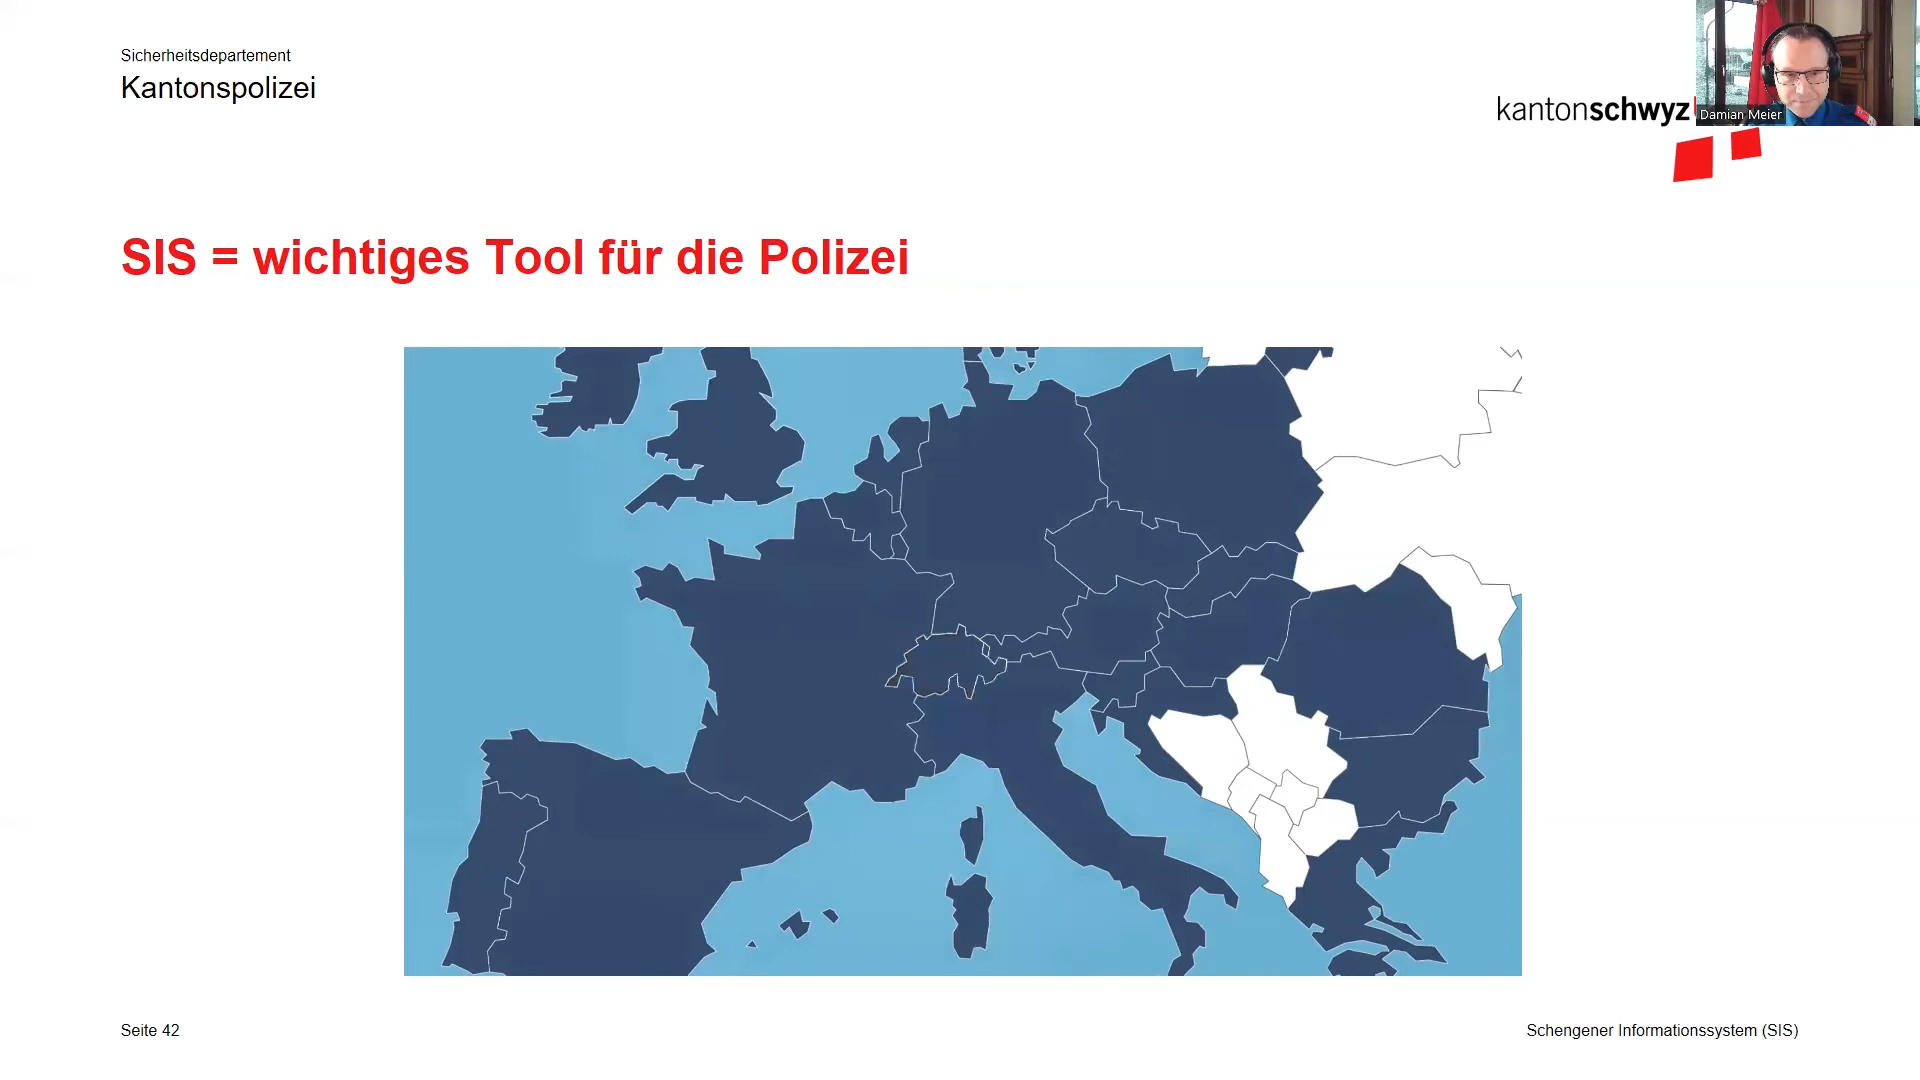 Sicherheitsdepartement
Kantonspolizei
kantonschwyz
Damian Meier
SIS = wichtiges Tool für die Polizei
Seite 42
Schengener Informationssystem (SIS)